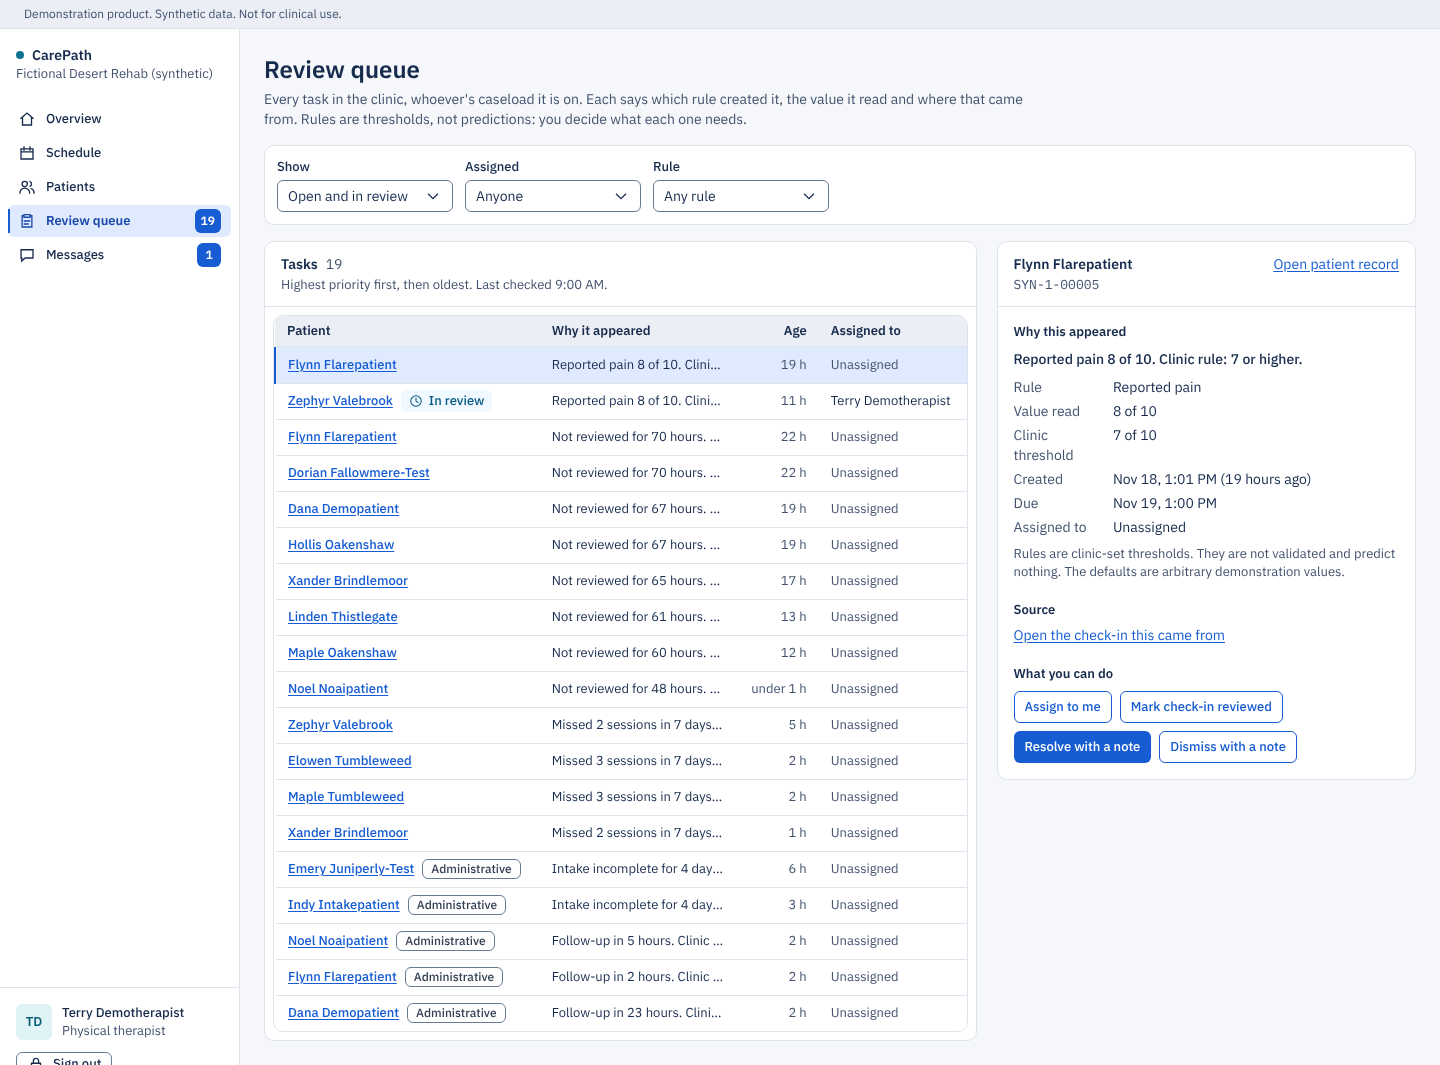 Demonstration product. Synthetic data. Not for clinical use.
CarePath
Fictional Desert Rehab (synthetic)
Overview
Schedule
Patients
Review queue 19
Messages 1
Terry Demotherapist
TD
Physical therapist
Sign out
Review queue
Every task in the clinic, whoever's caseload it is on. Each says which rule created it, the value it read and where that came
from. Rules are thresholds, not predictions: you decide what each one needs.
Show Assigned Rule
Open and in review Anyone Any rule
Tasks 19
Highest priority first, then oldest. Last checked 9:00 AM.
Patient Why it appeared Age Assigned to
Flynn Flarepatient Reported pain 8 of 10. Clini... 19 h Unassigned
Zephyr Valebrook In review Reported pain 8 of 10. Clini... 11 h Terry Demotherapist
Flynn Flarepatient Not reviewed for 70 hours. ... 22 h Unassigned
Dorian Fallowmere-Test Not reviewed for 70 hours. ... 22 h Unassigned
Dana Demopatient Not reviewed for 67 hours. ... 19 h Unassigned
Hollis Oakenshaw Not reviewed for 67 hours. ... 19 h Unassigned
Xander Brindlemoor Not reviewed for 65 hours. ... 17 h Unassigned
Linden Thistlegate Not reviewed for 61 hours. ... 13 h Unassigned
Maple Oakenshaw Not reviewed for 60 hours. ... 12 h Unassigned
Noel Noaipatient Not reviewed for 48 hours. ... under 1 h Unassigned
Zephyr Valebrook Missed 2 sessions in 7 days... 5 h Unassigned
Elowen Tumbleweed Missed 3 sessions in 7 days... 2 h Unassigned
Maple Tumbleweed Missed 3 sessions in 7 days... 2 h Unassigned
Xander Brindlemoor Missed 2 sessions in 7 days... 1 h Unassigned
Emery Juniperly-Test Administrative Intake incomplete for 4 day... 6 h Unassigned
Indy Intakepatient Administrative Intake incomplete for 4 day... 3 h Unassigned
Noel Noaipatient Administrative Follow-up in 5 hours. Clinic ... 2 h Unassigned
Flynn Flarepatient Administrative Follow-up in 2 hours. Clinic ... 2 h Unassigned
Dana Demopatient Administrative Follow-up in 23 hours. Clini... 2 h Unassigned
Flynn Flarepatient Open patient record
SYN-1-00005
Why this appeared
Reported pain 8 of 10. Clinic rule: 7 or higher.
Rule Reported pain
Value read 8 of 10
Clinic 7 of 10
threshold
Created Nov 18, 1:01 PM (19 hours ago)
Due Nov 19, 1:00 PM
Assigned to Unassigned
Rules are clinic-set thresholds. They are not validated and predict
nothing. The defaults are arbitrary demonstration values.
Source
Open the check-in this came from
What you can do
Assign to me Mark check-in reviewed
Resolve with a note Dismiss with a note